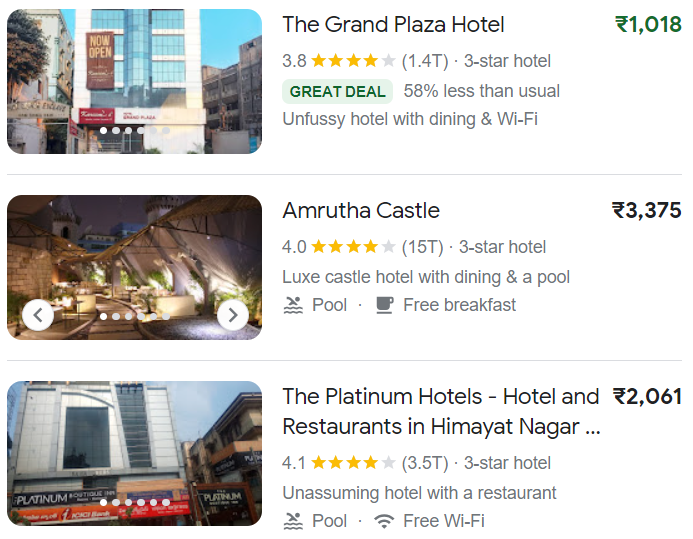 The Grand Plaza Hotel
₹1,018
3.8 (1.4T) · 3-star hotel
GREAT DEAL 58% less than usual
Unfussy hotel with dining & Wi-Fi
NOW
OPEN
GRAND PLAZA
Amrutha Castle
₹3,375
4.0 (15T) · 3-star hotel
Luxe castle hotel with dining & a pool
Pool · Free breakfast
The Platinum Hotels - Hotel and
₹2,061
Restaurants in Himayat Nagar ...
4.1 (3.5T) · 3-star hotel
Unassuming hotel with a restaurant
Pool · Free Wi-Fi
PLATINUM BOUTIQUE INN
ICICI Bank
PLATINUM